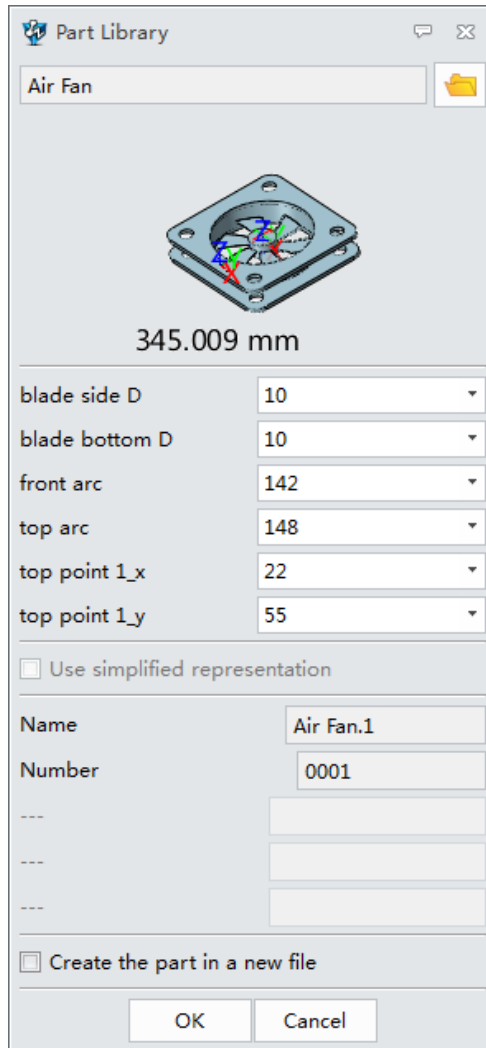 Part Library
Air Fan
Z
Z
X
345.009 mm
blade side D 10
blade bottom D 10
front arc 142
top arc 148
top point 1_x 22
top point 1_y 55
Use simplified representation
Name Air Fan.1
Number 0001
---
---
---
Create the part in a new file
OK Cancel